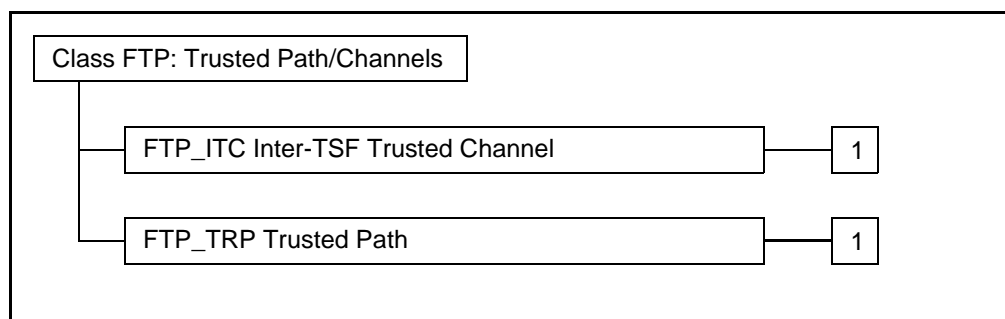 Class FTP: Trusted Path/Channels
FTP_ITC Inter-TSF Trusted Channel 1
FTP_TRP Trusted Path 1